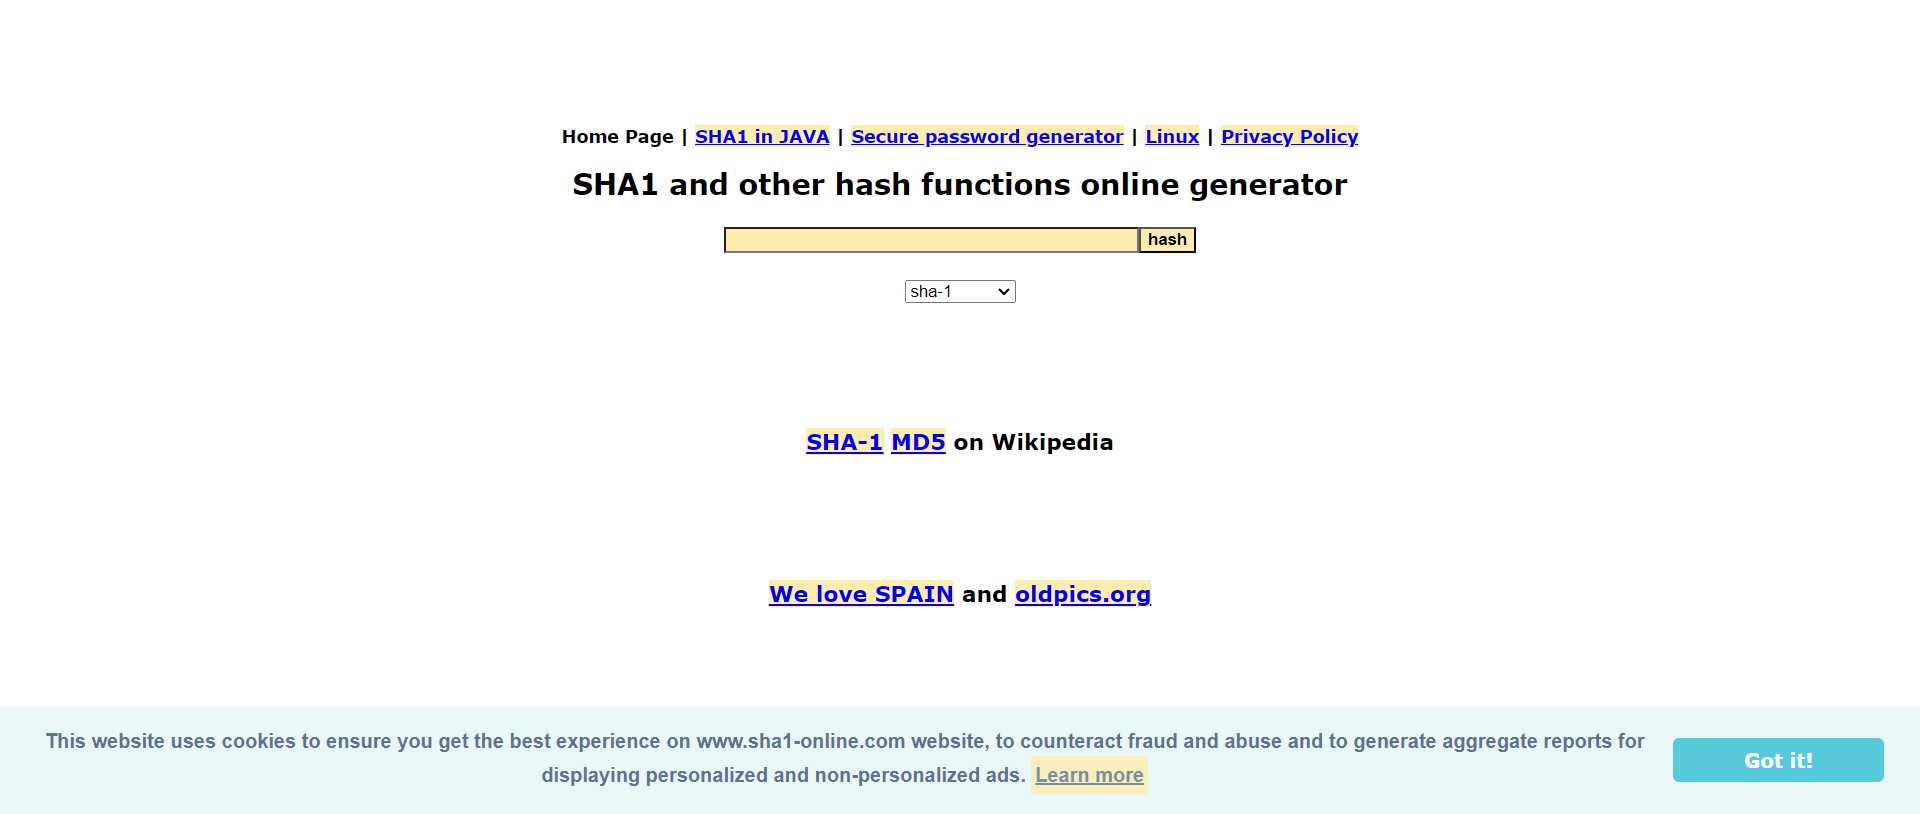 Home Page | SHA1 in JAVA | Secure password generator | Linux | Privacy Policy
SHA1 and other hash functions online generator
hash
sha-1
SHA-1 MD5 on Wikipedia
We love SPAIN and oldpics.org
This website uses cookies to ensure you get the best experience on www.sha1-online.com website, to counteract fraud and abuse and to generate aggregate reports for
displaying personalized and non-personalized ads. Learn more
Got it!